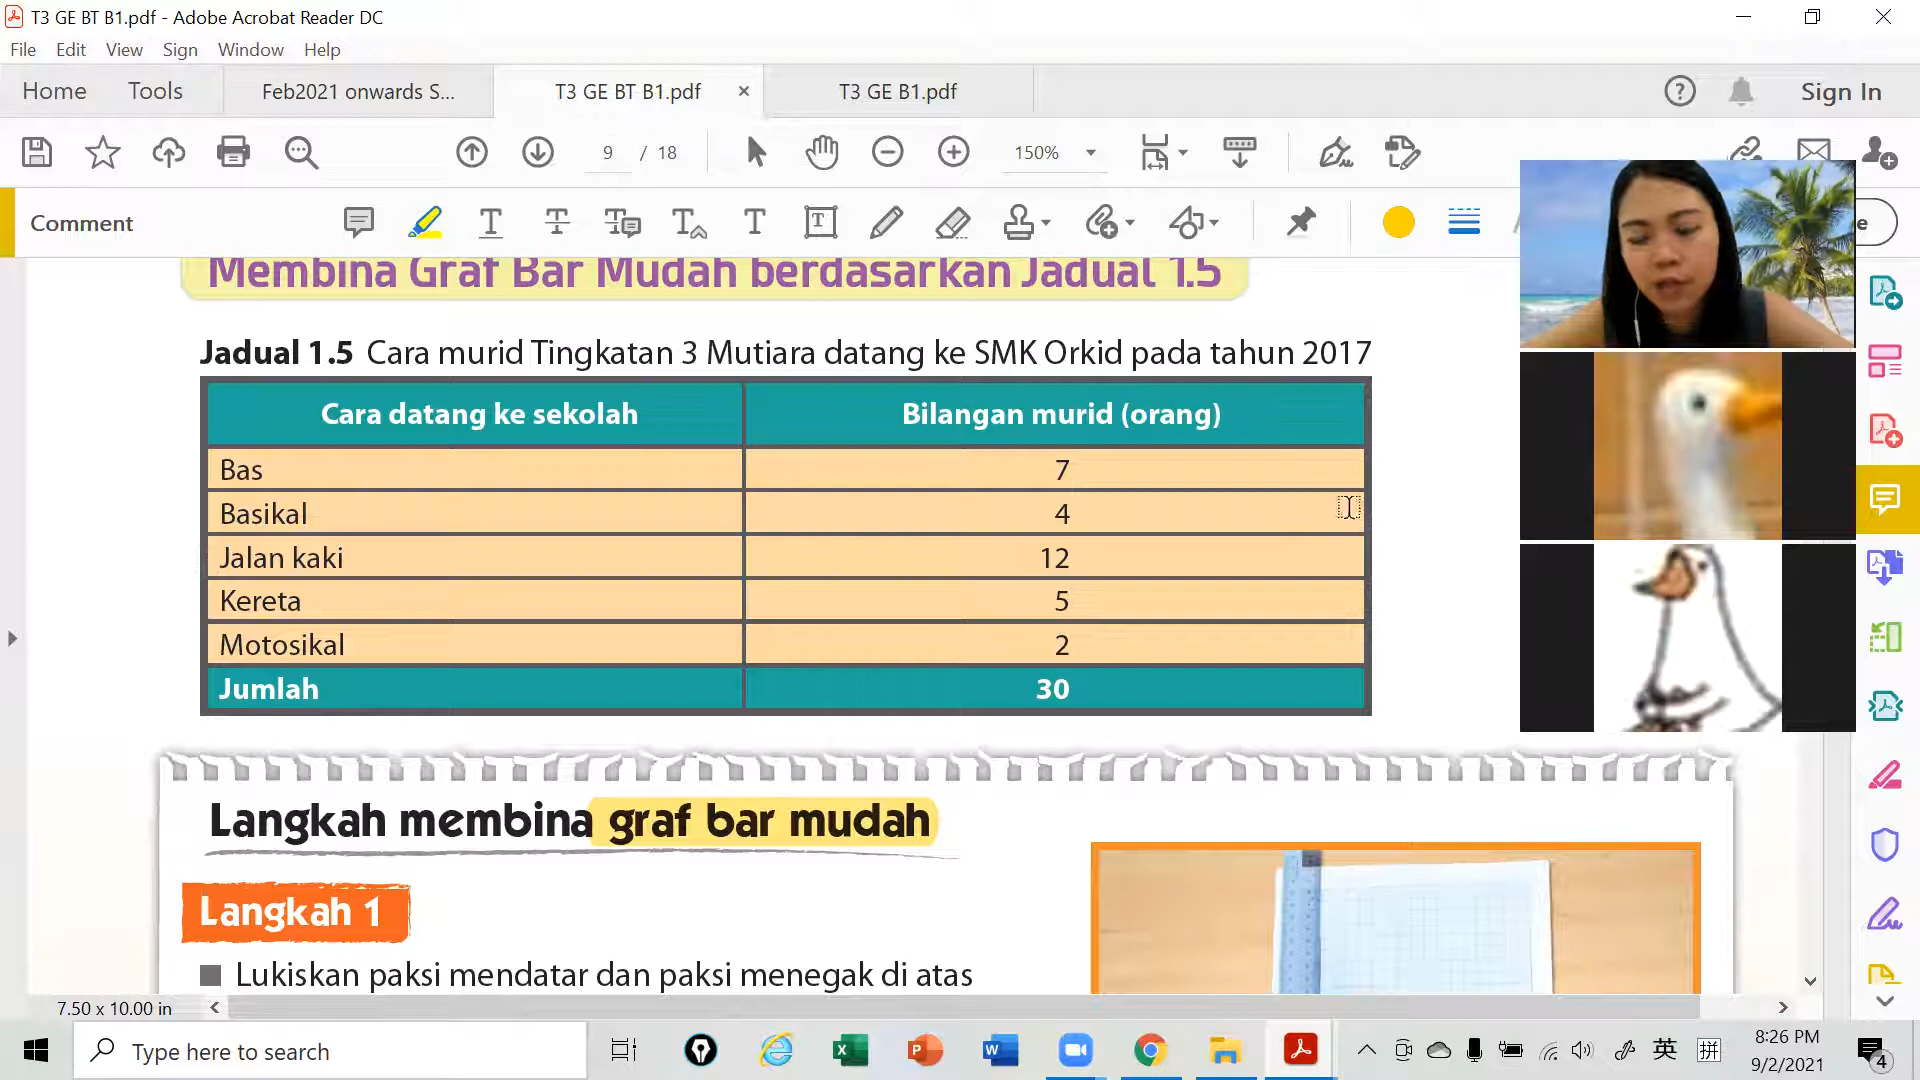 T3 GE BT B1.pdf - Adobe Acrobat Reader DC
File Edit View Sign Window Help
Home Tools Feb2021 onwards S... T3 GE BT B1.pdf × T3 GE B1.pdf ? Sign In
9 / 18 150%
Comment T T T T T T e
Membina Graf Bar Mudah berdasarkan Jadual 1.5
Jadual 1.5 Cara murid Tingkatan 3 Mutiara datang ke SMK Orkid pada tahun 2017
Cara datang ke sekolah Bilangan murid (orang)
Bas 7
Basikal 4
Jalan kaki 12
Kereta 5
Motosikal 2
Jumlah 30
Langkah membina graf bar mudah
Langkah 1
Lukiskan paksi mendatar dan paksi menegak di atas
7.50 x 10.00 in
Type here to search
英 拼 8:26 PM
9/2/2021 4